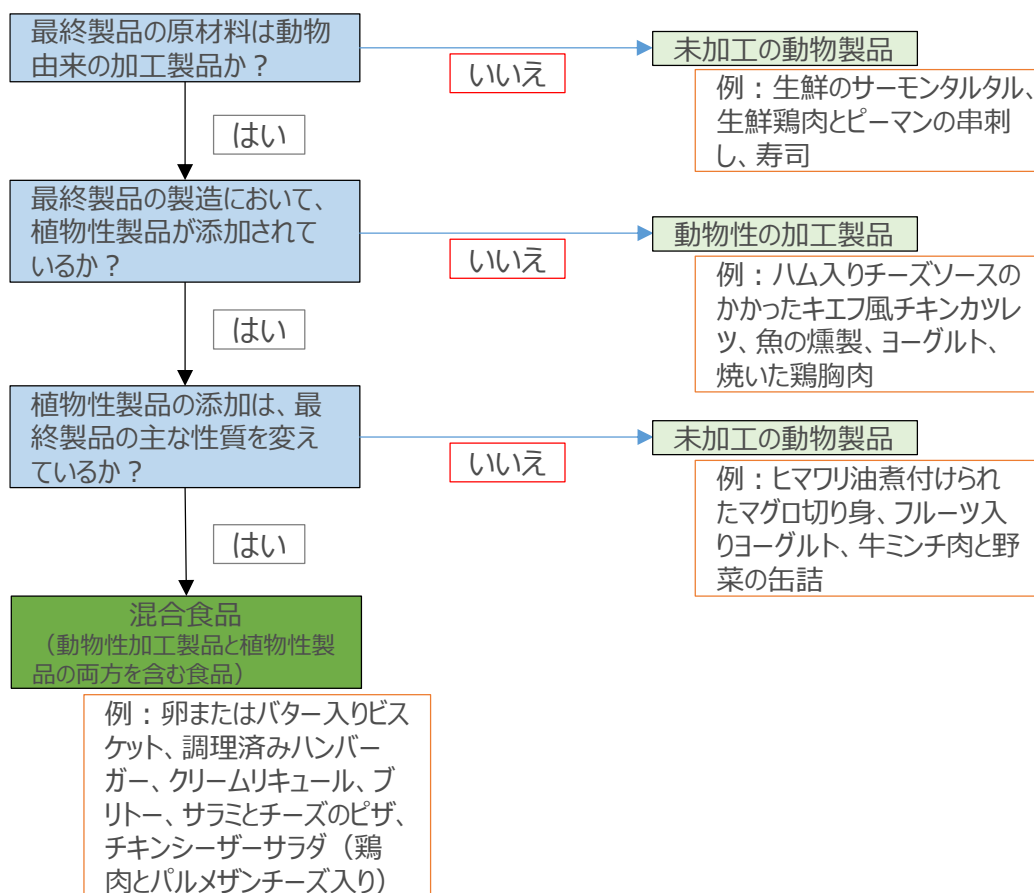 最終製品の原材料は動物
由来の加工製品か？
いいえ
未加工の動物製品
例：生鮮のサーモンタルタル、
生鮮鶏肉とピーマンの串刺
し、寿司
はい
最終製品の製造において、
植物性製品が添加されて
いるか？
いいえ
動物性の加工製品
例：ハム入りチーズソースの
かかったキエフ風チキンカツレ
ツ、魚の燻製、ヨーグルト、
焼いた鶏胸肉
はい
植物性製品の添加は、最
終製品の主な性質を変え
ているか？
いいえ
未加工の動物製品
例：ヒマワリ油煮付けられ
たマグロ切り身、フルーツ入
りヨーグルト、牛ミンチ肉と野
菜の缶詰
はい
混合食品
（動物性加工製品と植物性製
品の両方を含む食品）
例：卵またはバター入りビス
ケット、調理済みハンバー
ガー、クリームリキュール、ブ
リトー、サラミとチーズのピザ、
チキンシーザーサラダ（鶏
肉とパルメザンチーズ入り）